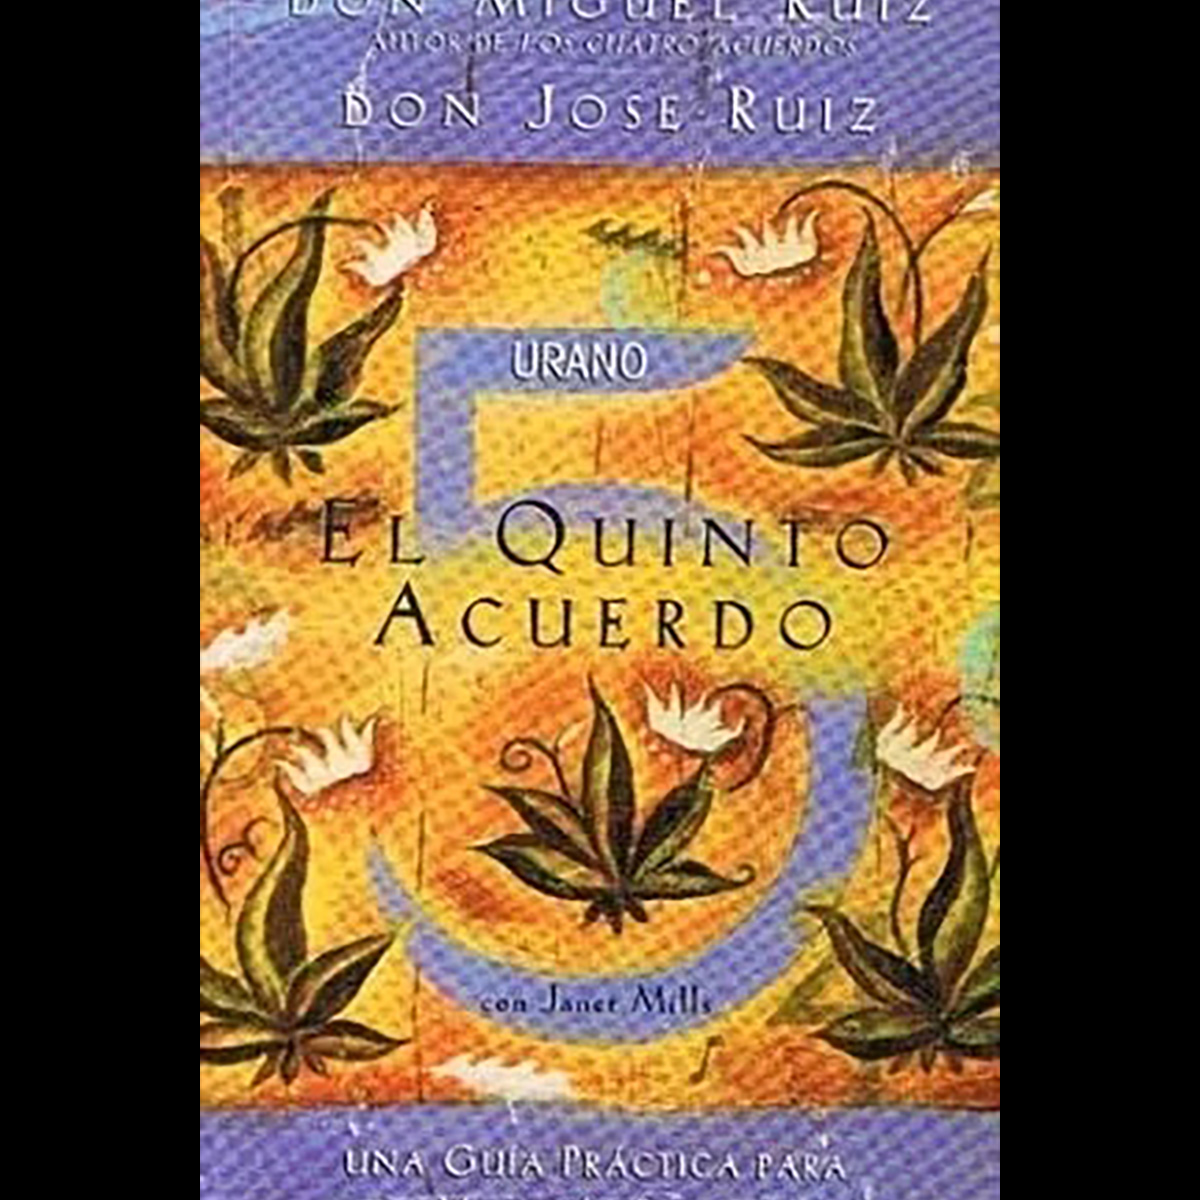 DON MIGUEL RUIZ
AUTOR DE LOS CUATRO ACUERDOS
DON JOSE RUIZ
URANO
EL QUINTO
ACUERDO
con Janet Mills
UNA GUÍA PRÁCTICA PARA